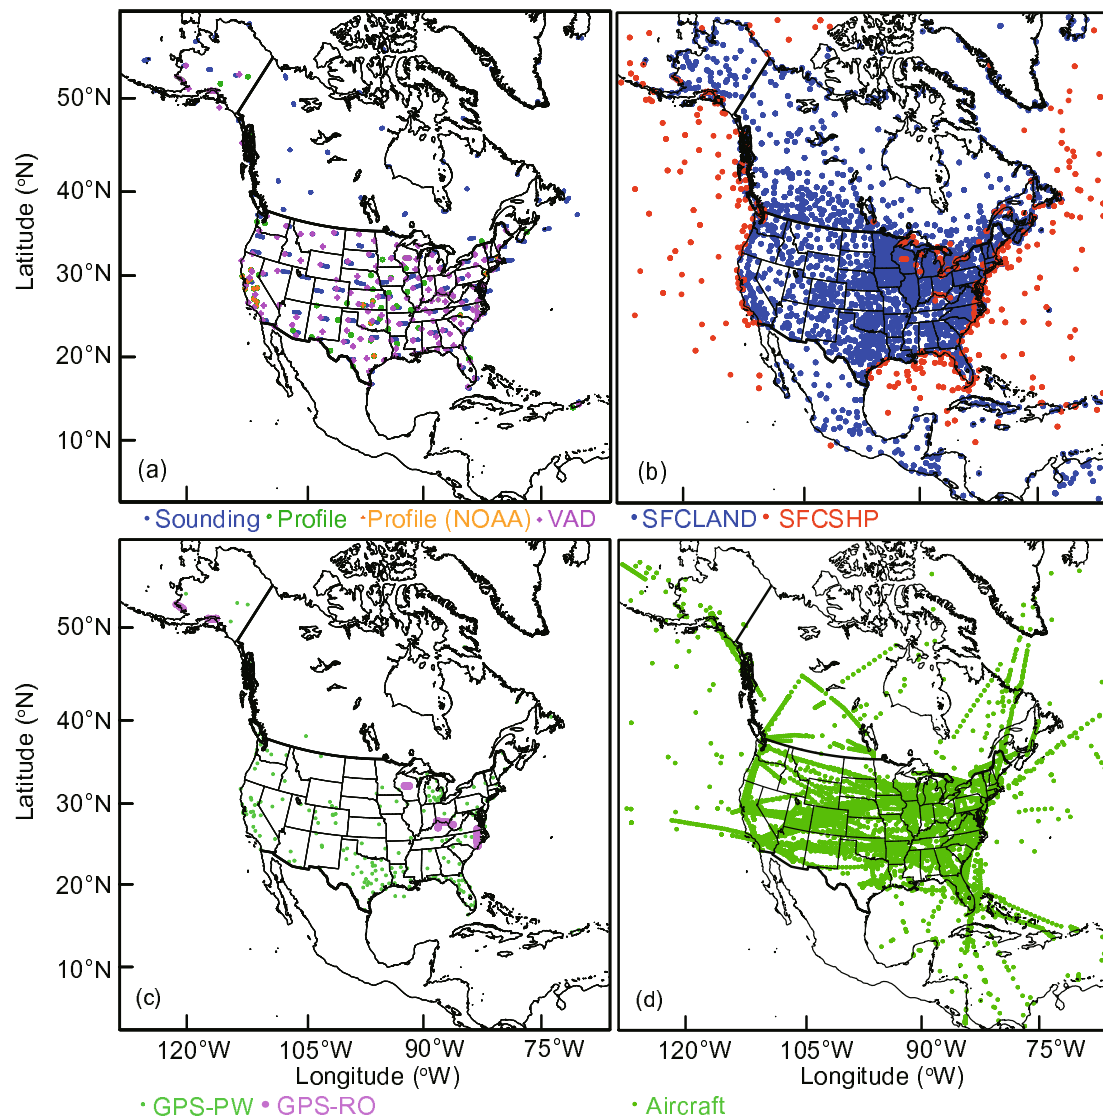 50°N
40°N
30°N
20°N
10°N
Latitude (°N)
(a)
(b)
Sounding Profile Profile (NOAA) VAD
SFCLAND SFCSHP
50°N
40°N
30°N
20°N
10°N
Latitude (°N)
(c)
(d)
120°W 105°W 90°W 75°W
Longitude (°W)
120°W 105°W 90°W 75°W
Longitude (°W)
GPS-PW GPS-RO
Aircraft